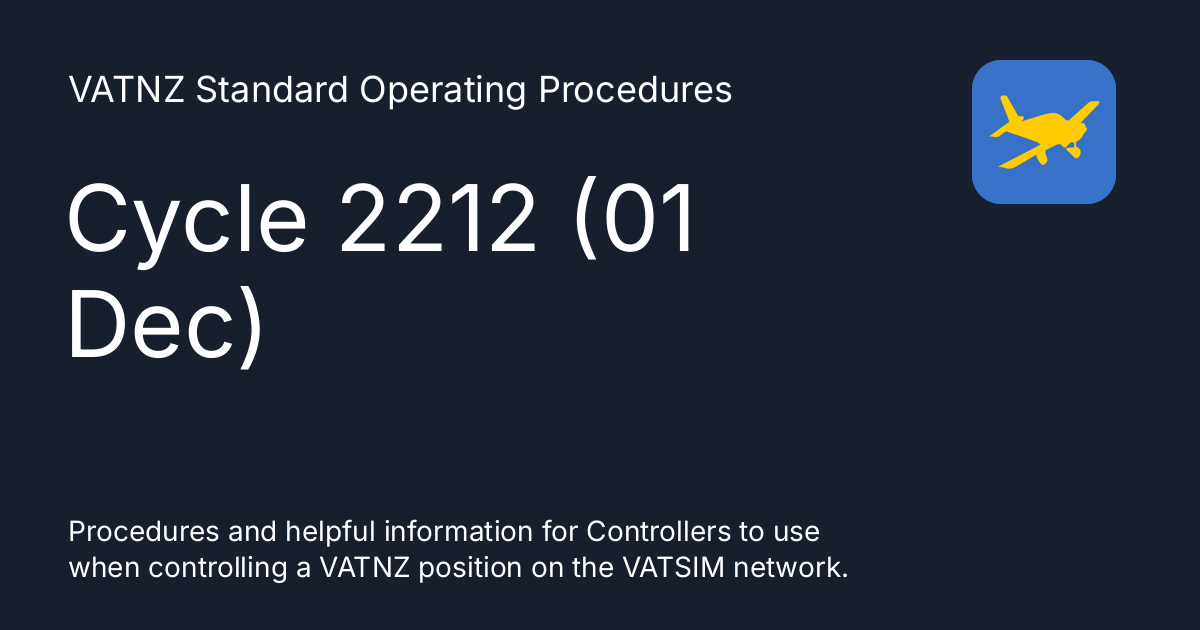 VATNZ Standard Operating Procedures
Cycle 2212 (01
Dec)
Procedures and helpful information for Controllers to use
when controlling a VATNZ position on the VATSIM network.